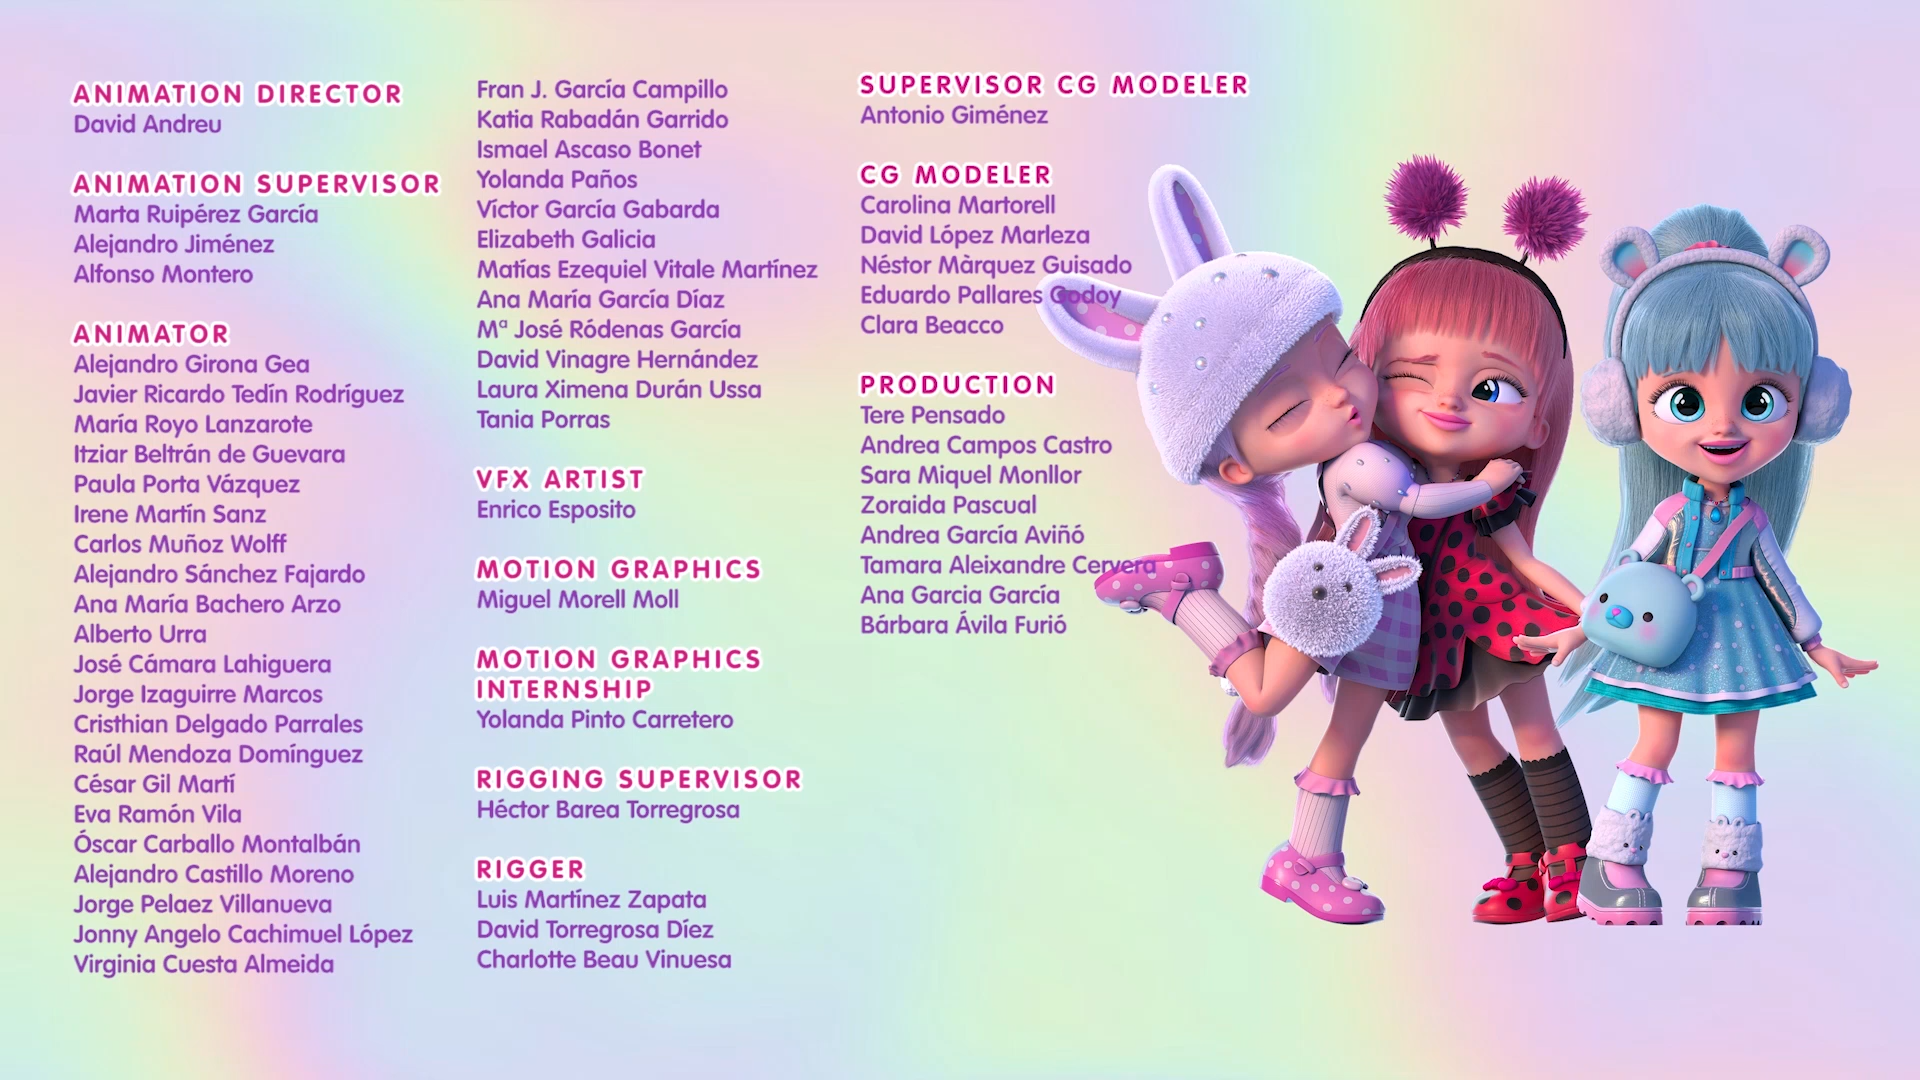 ANIMATION DIRECTOR
David Andreu
ANIMATION SUPERVISOR
Marta Ruipérez García
Alejandro Jiménez
Alfonso Montero
ANIMATOR
Alejandro Girona Gea
Javier Ricardo Tedín Rodríguez
María Royo Lanzarote
Itziar Beltrán de Guevara
Paula Porta Vázquez
Irene Martín Sanz
Carlos Muñoz Wolff
Alejandro Sánchez Fajardo
Ana María Bachero Arzo
Alberto Urra
José Cámara Lahiguera
Jorge Izaguirre Marcos
Cristhian Delgado Parrales
Raúl Mendoza Domínguez
César Gil Martí
Eva Ramón Vila
Óscar Carballo Montalbán
Alejandro Castillo Moreno
Jorge Pelaez Villanueva
Jonny Angelo Cachimuel López
Virginia Cuesta Almeida
Fran J. García Campillo
Katia Rabadán Garrido
Ismael Ascaso Bonet
Yolanda Paños
Víctor García Gabarda
Elizabeth Galicia
Matías Ezequiel Vitale Martínez
Ana María García Díaz
Mª José Ródenas García
David Vinagre Hernández
Laura Ximena Durán Ussa
Tania Porras
VFX ARTIST
Enrico Esposito
MOTION GRAPHICS
Miguel Morell Moll
MOTION GRAPHICS
INTERNSHIP
Yolanda Pinto Carretero
RIGGING SUPERVISOR
Héctor Barea Torregrosa
RIGGER
Luis Martínez Zapata
David Torregrosa Díez
Charlotte Beau Vinuesa
SUPERVISOR CG MODELER
Antonio Giménez
CG MODELER
Carolina Martorell
David López Marleza
Néstor Màrquez Guisado
Eduardo Pallares Godoy
Clara Beacco
PRODUCTION
Tere Pensado
Andrea Campos Castro
Sara Miquel Monllor
Zoraida Pascual
Andrea García Aviñó
Tamara Aleixandre Cervera
Ana Garcia García
Bárbara Ávila Furió